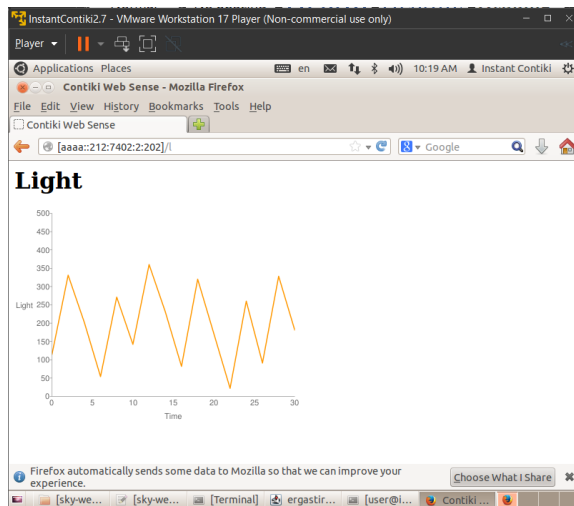 InstantContiki2.7 - VMware Workstation 17 Player (Non-commercial use only)
Player
Applications Places en 10:19 AM Instant Contiki
Contiki Web Sense - Mozilla Firefox
File Edit View History Bookmarks Tools Help
Contiki Web Sense
[aaaa::212:7402:2:202]/l Google
Light
500
450
400
350
300
Light 250
200
150
100
50
0
0 5 10 15 20 25 30
Time
Firefox automatically sends some data to Mozilla so that we can improve your
experience.
Choose What I Share
[sky-we... [sky-we... [Terminal] ergastir... [user@i... Contiki ...